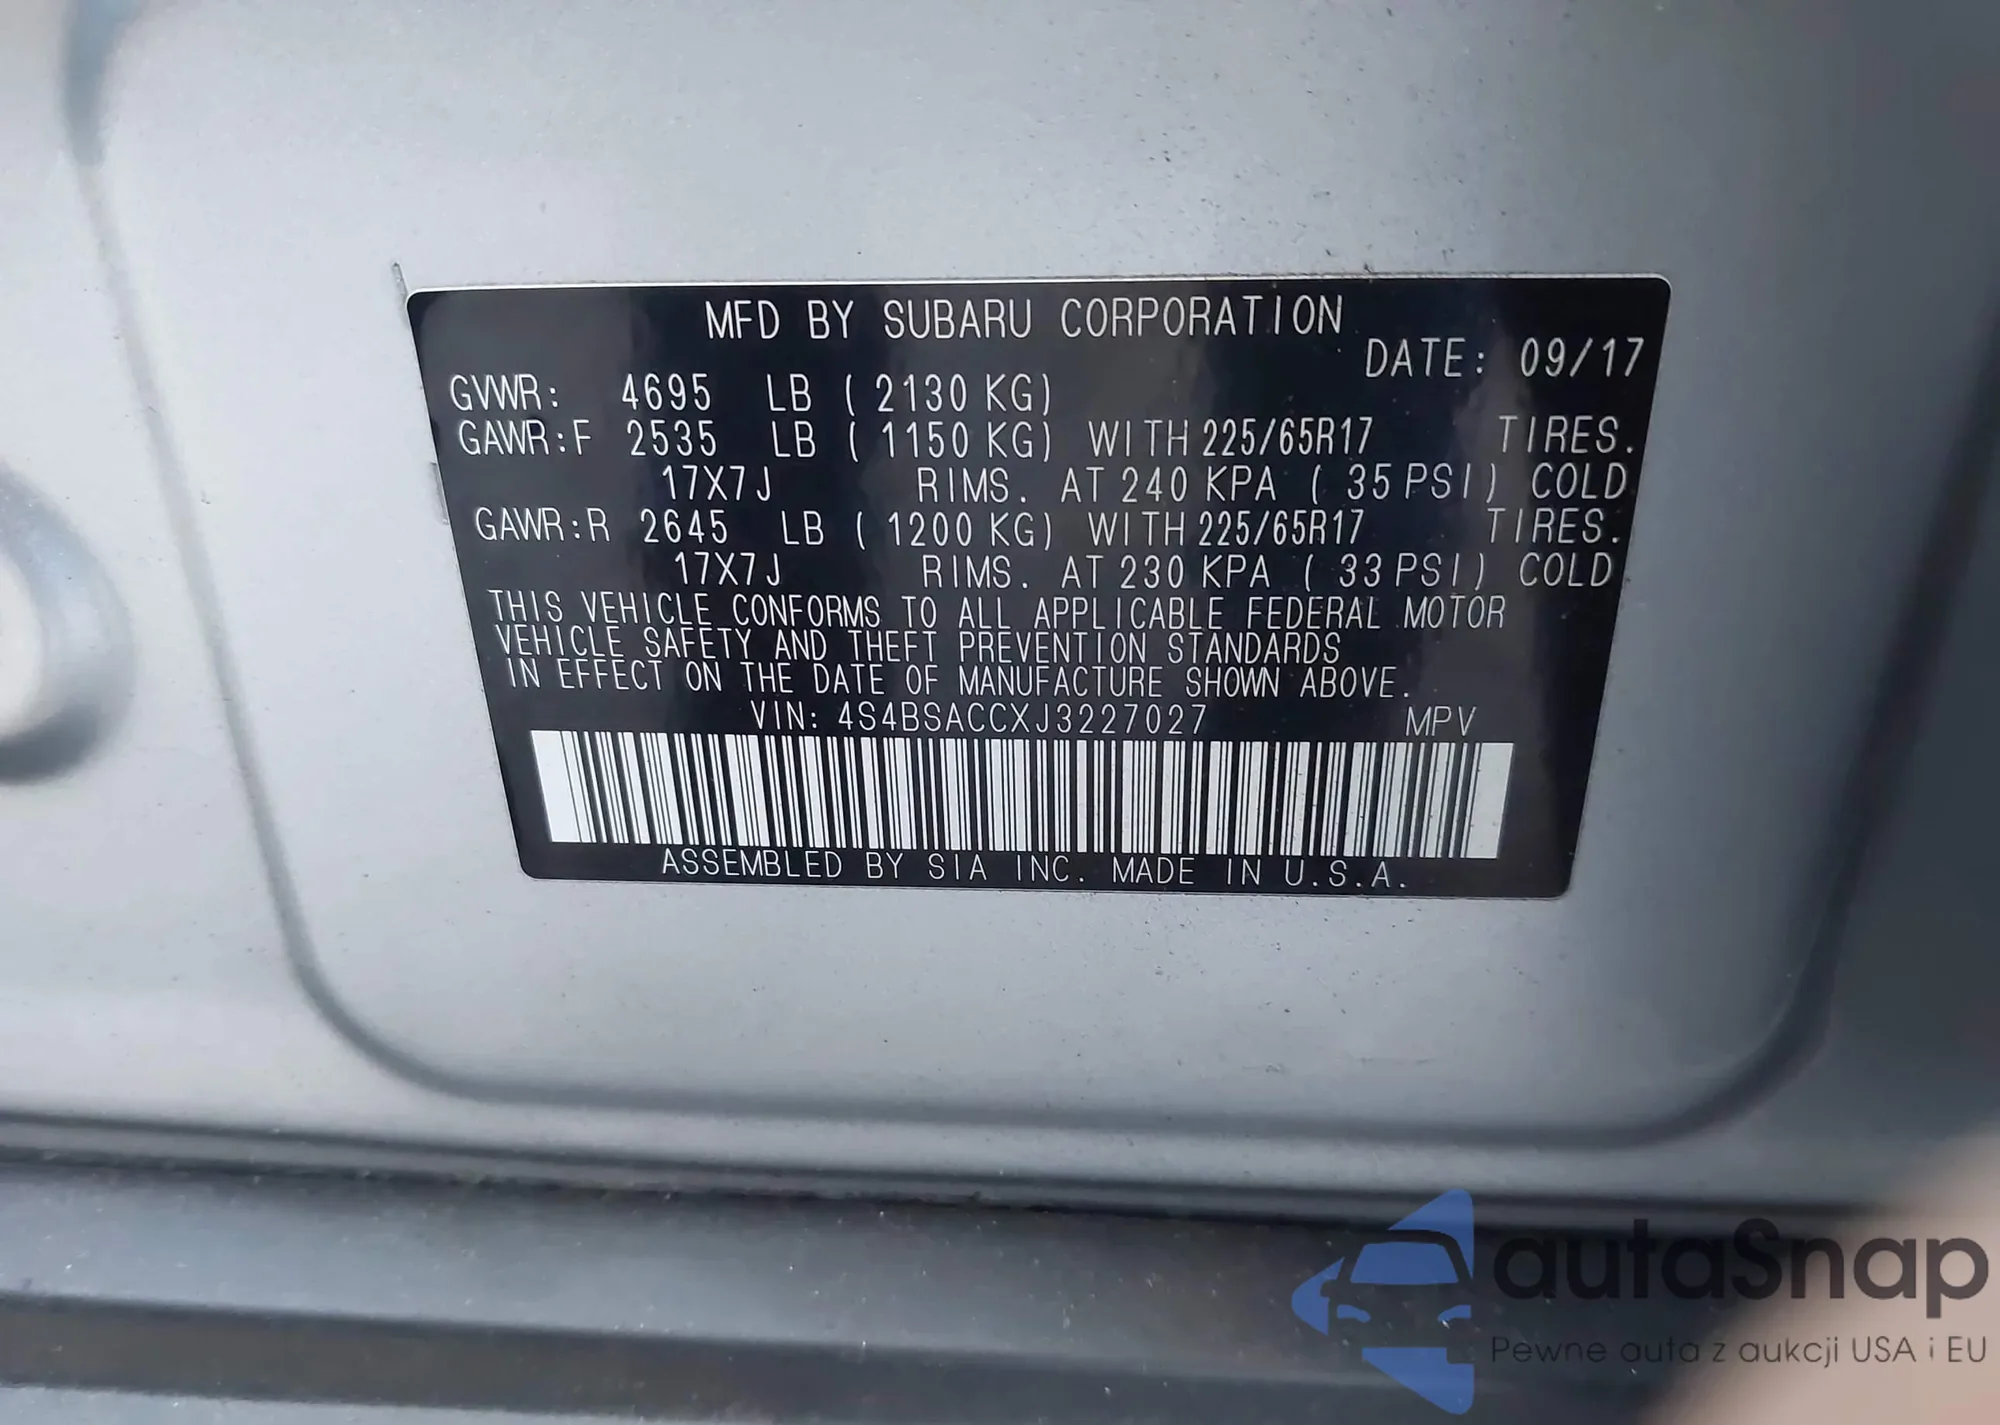 MFD BY SUBARU CORPORATION
DATE: 09/17
GVWR: 4695 LB ( 2130 KG)
GAWR:F 2535 LB ( 1150 KG) WITH 225/65R17 TIRES.
17X7J RIMS. AT 240 KPA ( 35 PSI) COLD
GAWR:R 2645 LB ( 1200 KG) WITH 225/65R17 TIRES.
17X7J RIMS. AT 230 KPA ( 33 PSI) COLD
THIS VEHICLE CONFORMS TO ALL APPLICABLE FEDERAL MOTOR
VEHICLE SAFETY AND THEFT PREVENTION STANDARDS
IN EFFECT ON THE DATE OF MANUFACTURE SHOWN ABOVE.
VIN: 4S4BSACCXJ3227027 MPV
ASSEMBLED BY SIA INC. MADE IN U.S.A.
autaSnap
Pewne auta z aukcji USA i EU